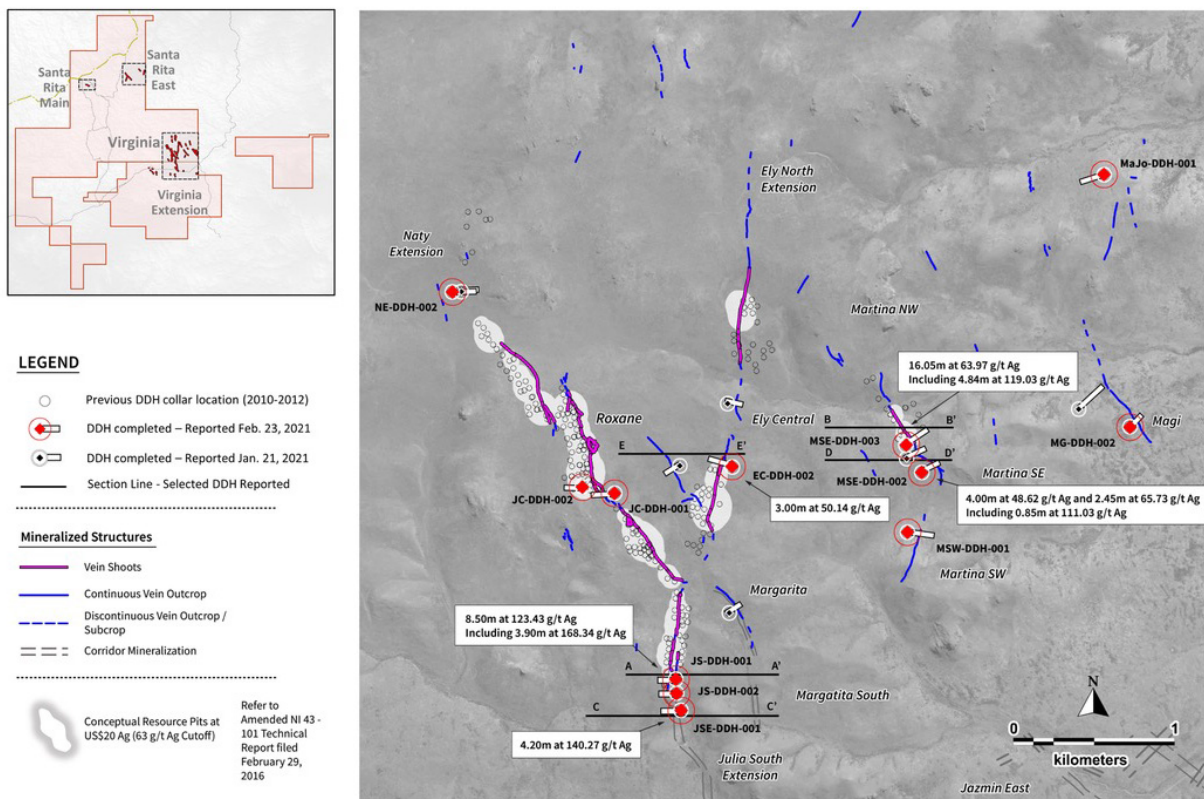 Santa
Rita
Main
Santa
Rita
East
Virginia
Virginia
Extension
LEGEND
Previous DDH collar location (2010-2012)
DDH completed – Reported Feb. 23, 2021
DDH completed – Reported Jan. 21, 2021
Section Line - Selected DDH Reported
Mineralized Structures
Vein Shoots
Continuous Vein Outcrop
Discontinuous Vein Outcrop /
Subcrop
Corridor Mineralization
Conceptual Resource Pits at
US$20 Ag (63 g/t Ag Cutoff)
Refer to
Amended NI 43 -
101 Technical
Report filed
February 29,
2016
Ely North
Extension
MaJo-DDH-001
Naty
Extension
NE-DDH-002
Martina NW
16.05m at 63.97 g/t Ag
Including 4.84m at 119.03 g/t Ag
Roxane
Ely Central
B
B'
Magi
MSE-DDH-003
MG-DDH-002
E
E'
D
D'
EC-DDH-002
MSE-DDH-002
Martina SE
JC-DDH-002
JC-DDH-001
3.00m at 50.14 g/t Ag
4.00m at 48.62 g/t Ag and 2.45m at 65.73 g/t Ag
Including 0.85m at 111.03 g/t Ag
MSW-DDH-001
Martina SW
Margarita
8.50m at 123.43 g/t Ag
Including 3.90m at 168.34 g/t Ag
JS-DDH-001
A
A'
JS-DDH-002
Margatita South
C
C'
JSE-DDH-001
4.20m at 140.27 g/t Ag
Julia South
Extension
N
0
1
kilometers
Jazmin East